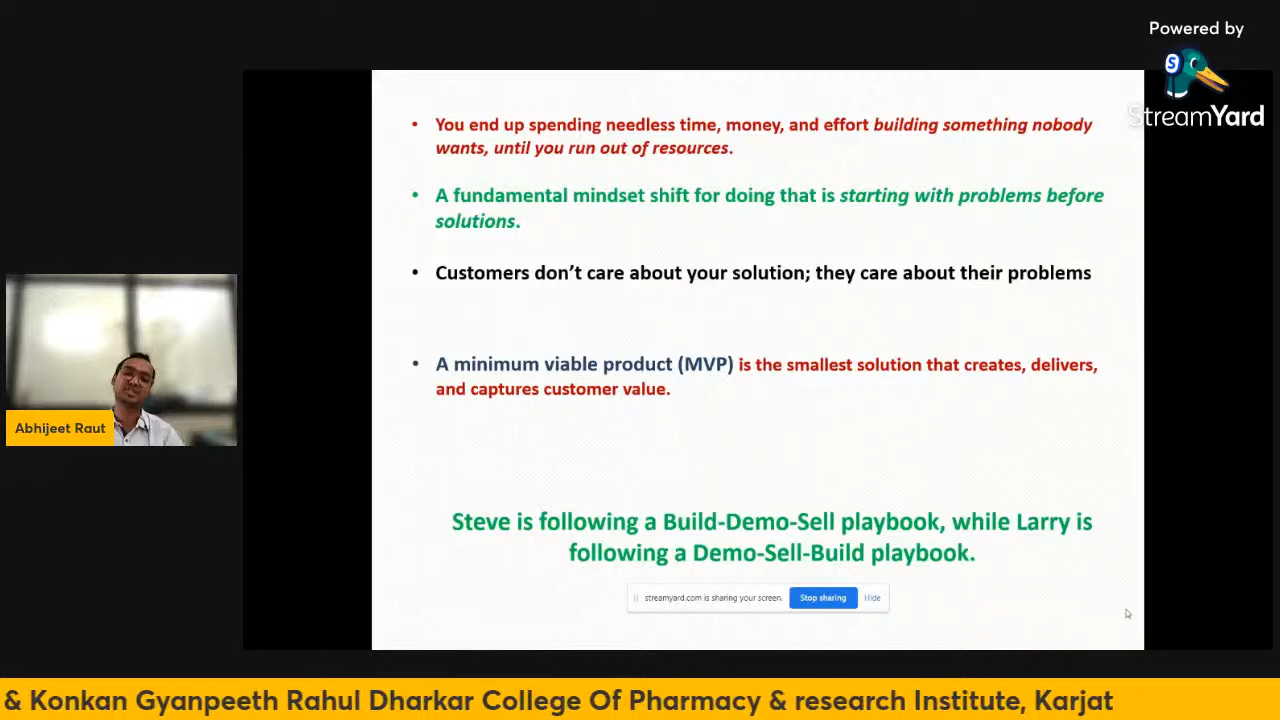 Powered by
StreamYard
• You end up spending needless time, money, and effort building something nobody
wants, until you run out of resources.
• A fundamental mindset shift for doing that is starting with problems before
solutions.
• Customers don’t care about your solution; they care about their problems
• A minimum viable product (MVP) is the smallest solution that creates, delivers,
and captures customer value.
Abhijeet Raut
Steve is following a Build-Demo-Sell playbook, while Larry is
following a Demo-Sell-Build playbook.
streamyard.com is sharing your screen. Stop sharing Hide
& Konkan Gyanpeeth Rahul Dharkar College Of Pharmacy & research Institute, Karjat